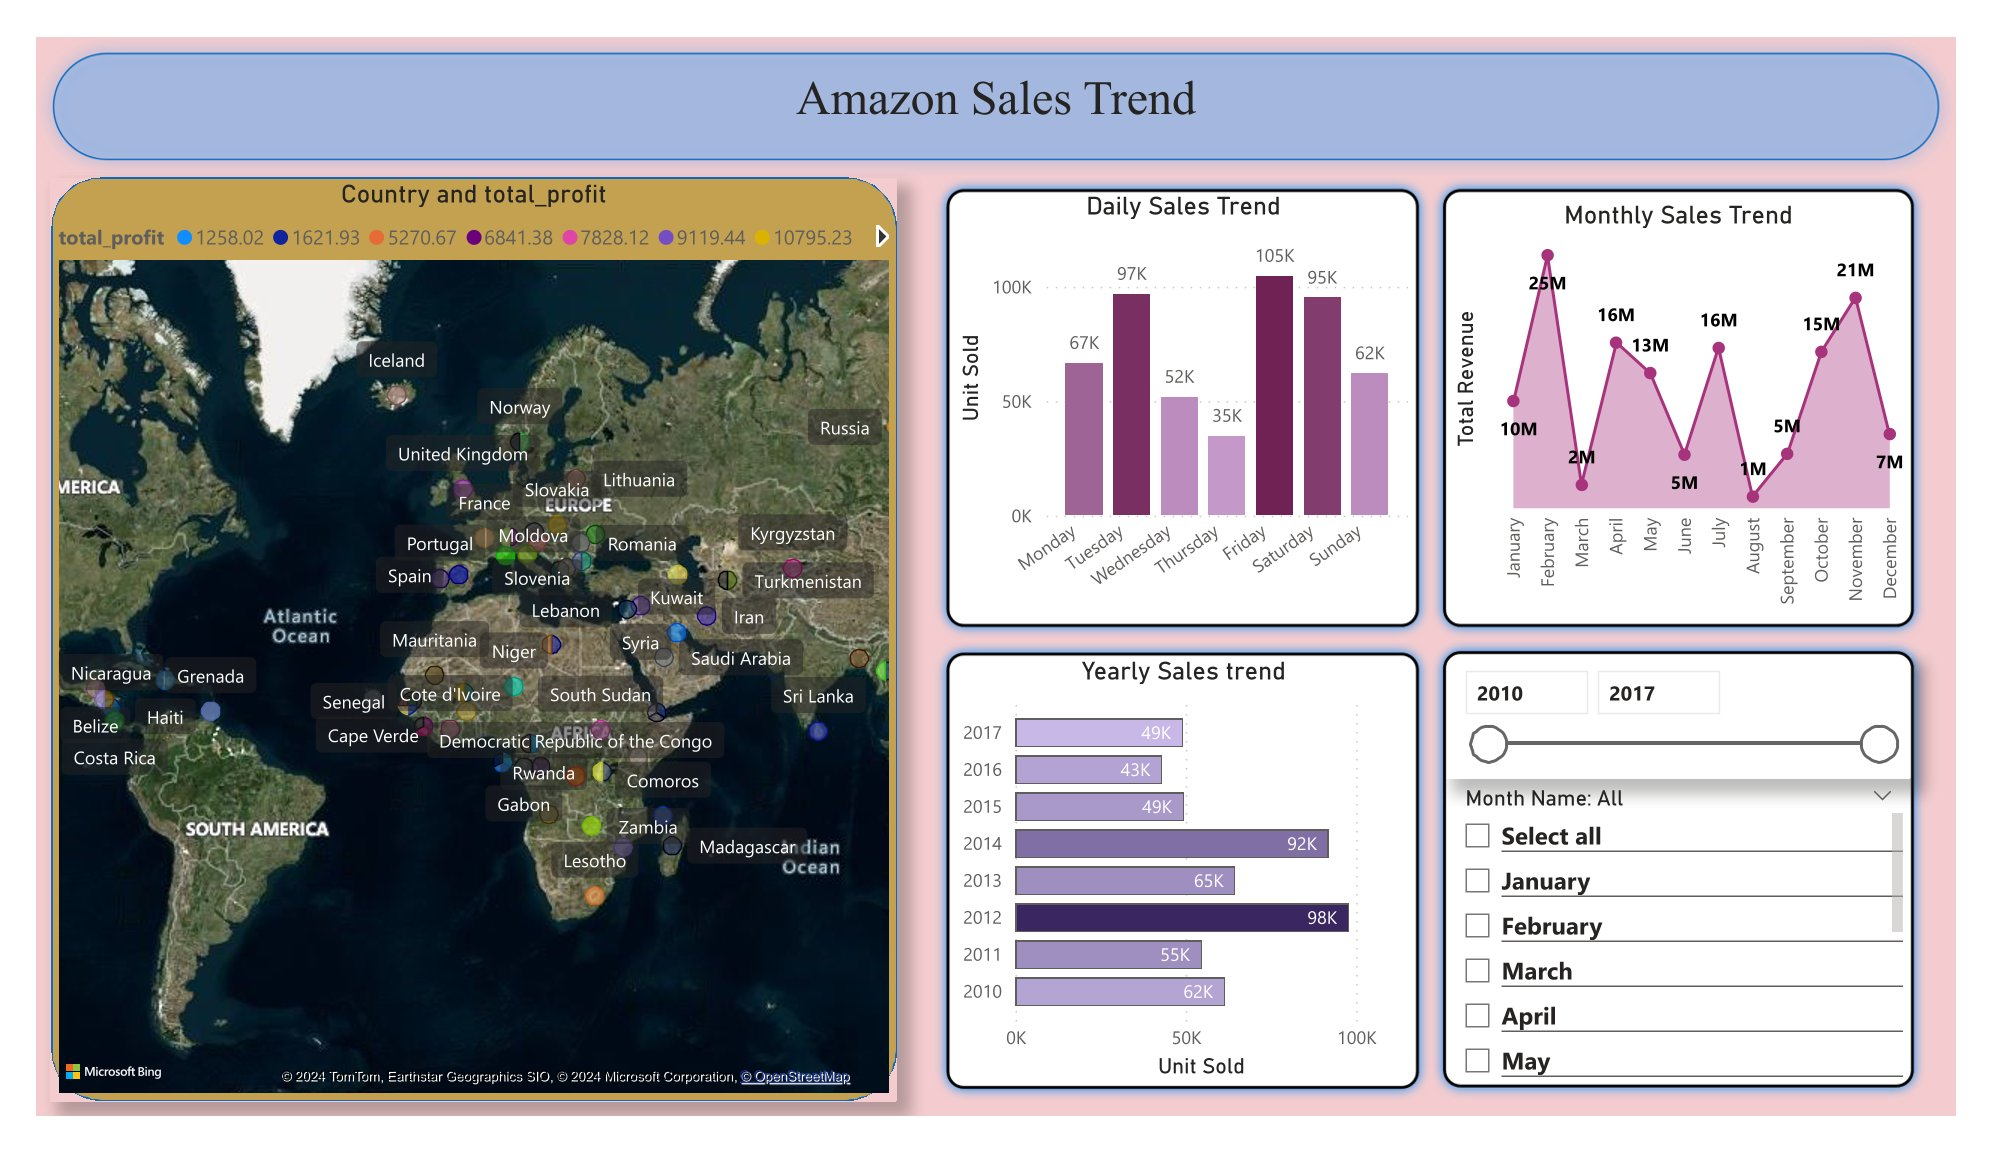 Amazon Sales Trend
Country and total_profit
total_profit 1258.02 1621.93 5270.67 6841.38 7828.12 9119.44 10795.23
Iceland
Norway
Russia
United Kingdom
Lithuania
Slovakia
MERICA
France
EUROPE
Kyrgyzstan
Moldova
Portugal
Romania
Spain
Slovenia
Turkmenistan
Kuwait
Lebanon
Iran
Atlantic
Ocean
Mauritania
Syria
Niger
Saudi Arabia
Nicaragua
Grenada
Senegal
Cote d'Ivoire
South Sudan
Sri Lanka
Haiti
Belize
Cape Verde
AFRICA
Democratic Republic of the Congo
Costa Rica
Rwanda
Comoros
Gabon
SOUTH AMERICA
Zambia
Madagascar
Indian
Ocean
Lesotho
Microsoft Bing
© 2024 TomTom, Earthstar Geographics SIO, © 2024 Microsoft Corporation, © OpenStreetMap
Daily Sales Trend
Unit Sold
100K
50K
0K
67K
97K
52K
35K
105K
95K
62K
Monday
Tuesday
Wednesday
Thursday
Friday
Saturday
Sunday
Monthly Sales Trend
Total Revenue
10M
25M
2M
16M
13M
5M
16M
1M
5M
15M
21M
7M
January
February
March
April
May
June
July
August
September
October
November
December
Yearly Sales trend
2017 49K
2016 43K
2015 49K
2014 92K
2013 65K
2012 98K
2011 55K
2010 62K
0K 50K 100K
Unit Sold
2010 2017
Month Name: All
Select all
January
February
March
April
May